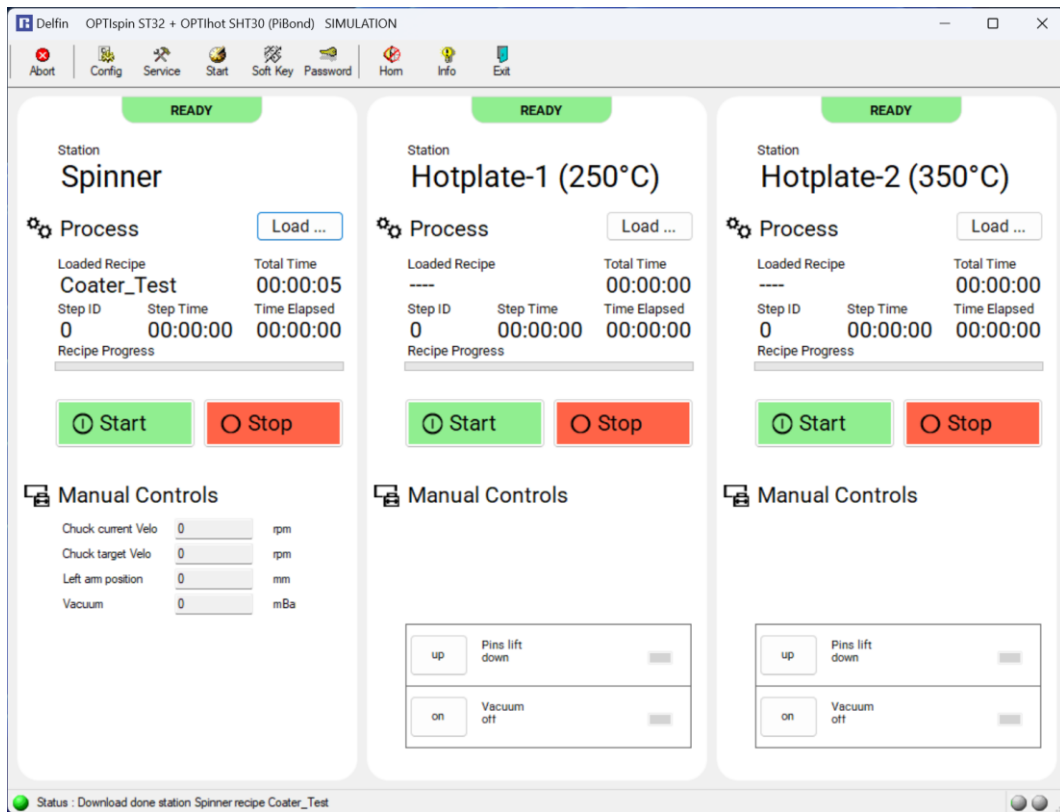 Delfin OPTIspin ST32 + OPTIhot SHT30 (PiBond) SIMULATION
Abort Config Service Start Soft Key Password Horn Info Exit
READY
Station
Spinner
Process Load ...
Loaded Recipe Total Time
Coater_Test 00:00:05
Step ID Step Time Time Elapsed
0 00:00:00 00:00:00
Recipe Progress
Start Stop
Manual Controls
Chuck current Velo 0 rpm
Chuck target Velo 0 rpm
Left arm position 0 mm
Vacuum 0 mBa
READY
Station
Hotplate-1 (250°C)
Process Load ...
Loaded Recipe Total Time
---- 00:00:00
Step ID Step Time Time Elapsed
0 00:00:00 00:00:00
Recipe Progress
Start Stop
Manual Controls
up Pins lift
down
on Vacuum
off
READY
Station
Hotplate-2 (350°C)
Process Load ...
Loaded Recipe Total Time
---- 00:00:00
Step ID Step Time Time Elapsed
0 00:00:00 00:00:00
Recipe Progress
Start Stop
Manual Controls
up Pins lift
down
on Vacuum
off
Status : Download done station Spinner recipe Coater_Test